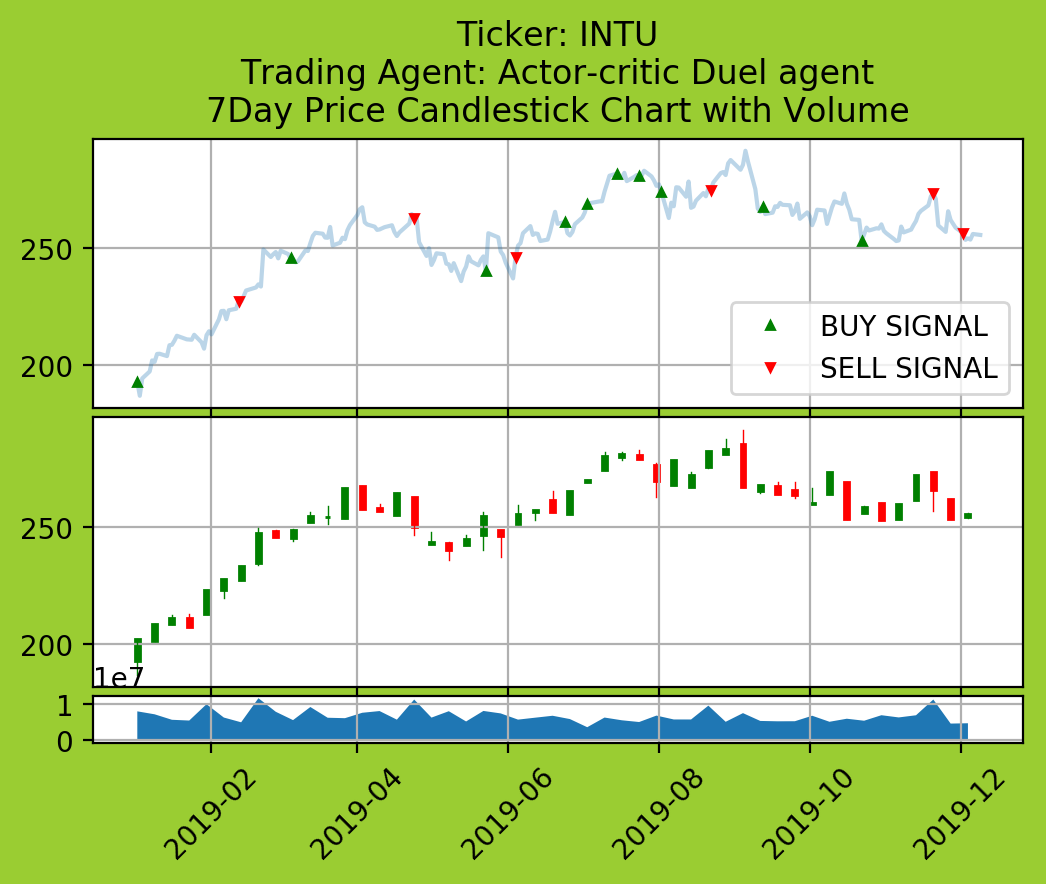 Ticker: INTU
Trading Agent: Actor-critic Duel agent
7Day Price Candlestick Chart with Volume
250
200
BUY SIGNAL
SELL SIGNAL
250
200
1e7
1
0
2019-02
2019-04
2019-06
2019-08
2019-10
2019-12